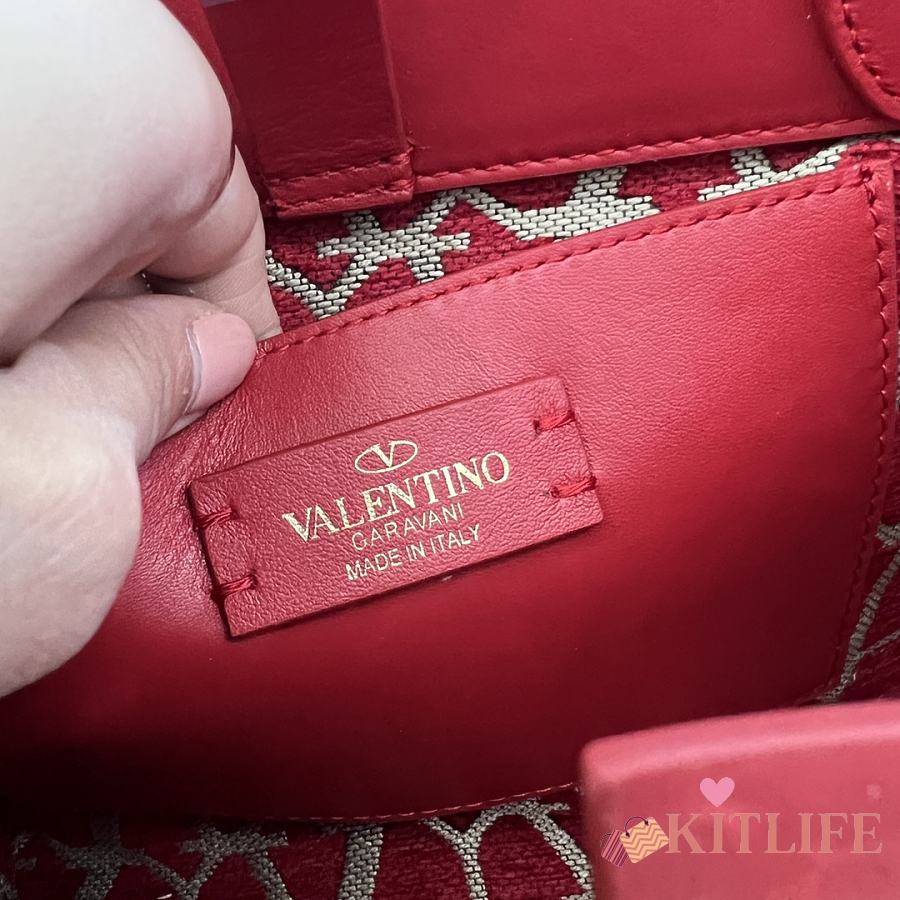 V
VALENTINO
GARAVANI
MADE IN ITALY
KITLIFE